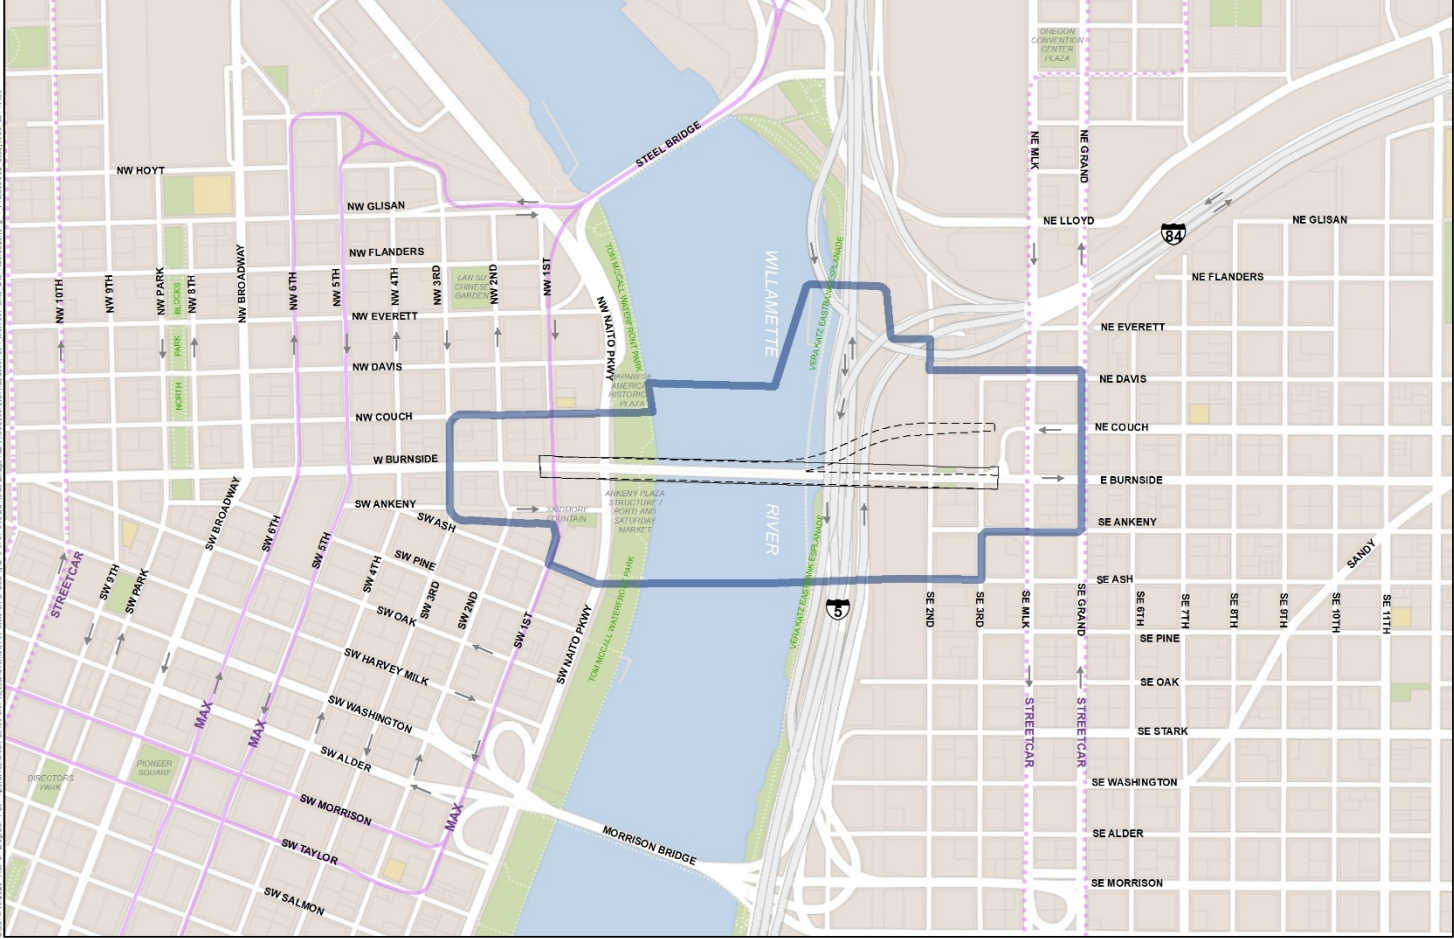 OREGON
CONVENTION
CENTER
PLAZA
STEEL BRIDGE
NE MLK
NE GRAND
NW HOYT
NW GLISAN
NE LLOYD
NE GLISAN
84
NW FLANDERS
NE FLANDERS
NW 10TH
NW 9TH
NW PARK
NORTH PARK BLOCKS
NW 8TH
NW BROADWAY
NW 6TH
NW 5TH
NW 4TH
NW 3RD
LAN SU
CHINESE
GARDEN
NW 2ND
NW 1ST
NW NAITO PKWY
TOM MCCALL WATERFRONT PARK
WILLAMETTE
VERA KATZ EASTBANK ESPLANADE
NW EVERETT
NE EVERETT
NW DAVIS
NE DAVIS
JAPANESE
AMERICAN
HISTORICAL
PLAZA
NW COUCH
NE COUCH
W BURNSIDE
E BURNSIDE
SW ANKENY
SKIDMORE
FOUNTAIN
ANKENY PLAZA
STRUCTURE /
PORTLAND
SATURDAY
MARKET
RIVER
SE ANKENY
SW BROADWAY
SW 6TH
SW 5TH
SW ASH
SW PINE
VERA KATZ EASTBANK ESPLANADE
SANDY
STREETCAR
SW 9TH
SW PARK
SW 4TH
SW 3RD
SW 2ND
SW 1ST
SW NAITO PKWY
TOM MCCALL WATERFRONT PARK
SE ASH
5
SE 2ND
SE 3RD
SE MLK
SE GRAND
SE 6TH
SE 7TH
SE 8TH
SE 9TH
SE 10TH
SE 11TH
SW OAK
SE PINE
SW HARVEY MILK
SE OAK
MAX
MAX
SW WASHINGTON
STREETCAR
STREETCAR
SE STARK
SW ALDER
PIONEER
SQUARE
DIRECTORS
PARK
SE WASHINGTON
SW MORRISON
MAX
MORRISON BRIDGE
SE ALDER
SW TAYLOR
SE MORRISON
SW SALMON